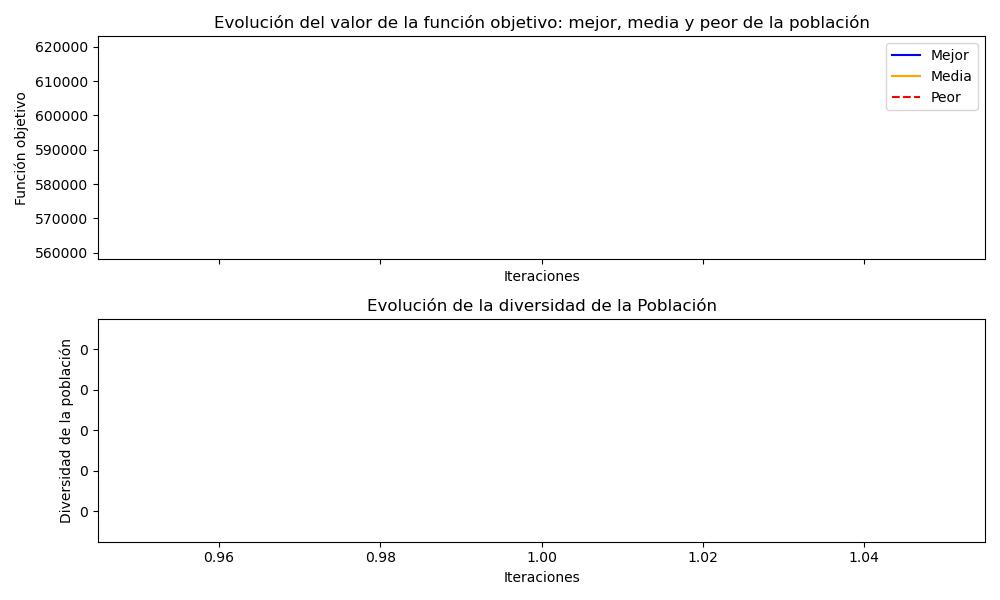 Evolución del valor de la función objetivo: mejor, media y peor de la población
620000
610000
600000
590000
580000
570000
560000
Función objetivo
Mejor
Media
Peor
Iteraciones
Evolución de la diversidad de la Población
0
0
0
0
0
Diversidad de la población
0.96 0.98 1.00 1.02 1.04
Iteraciones